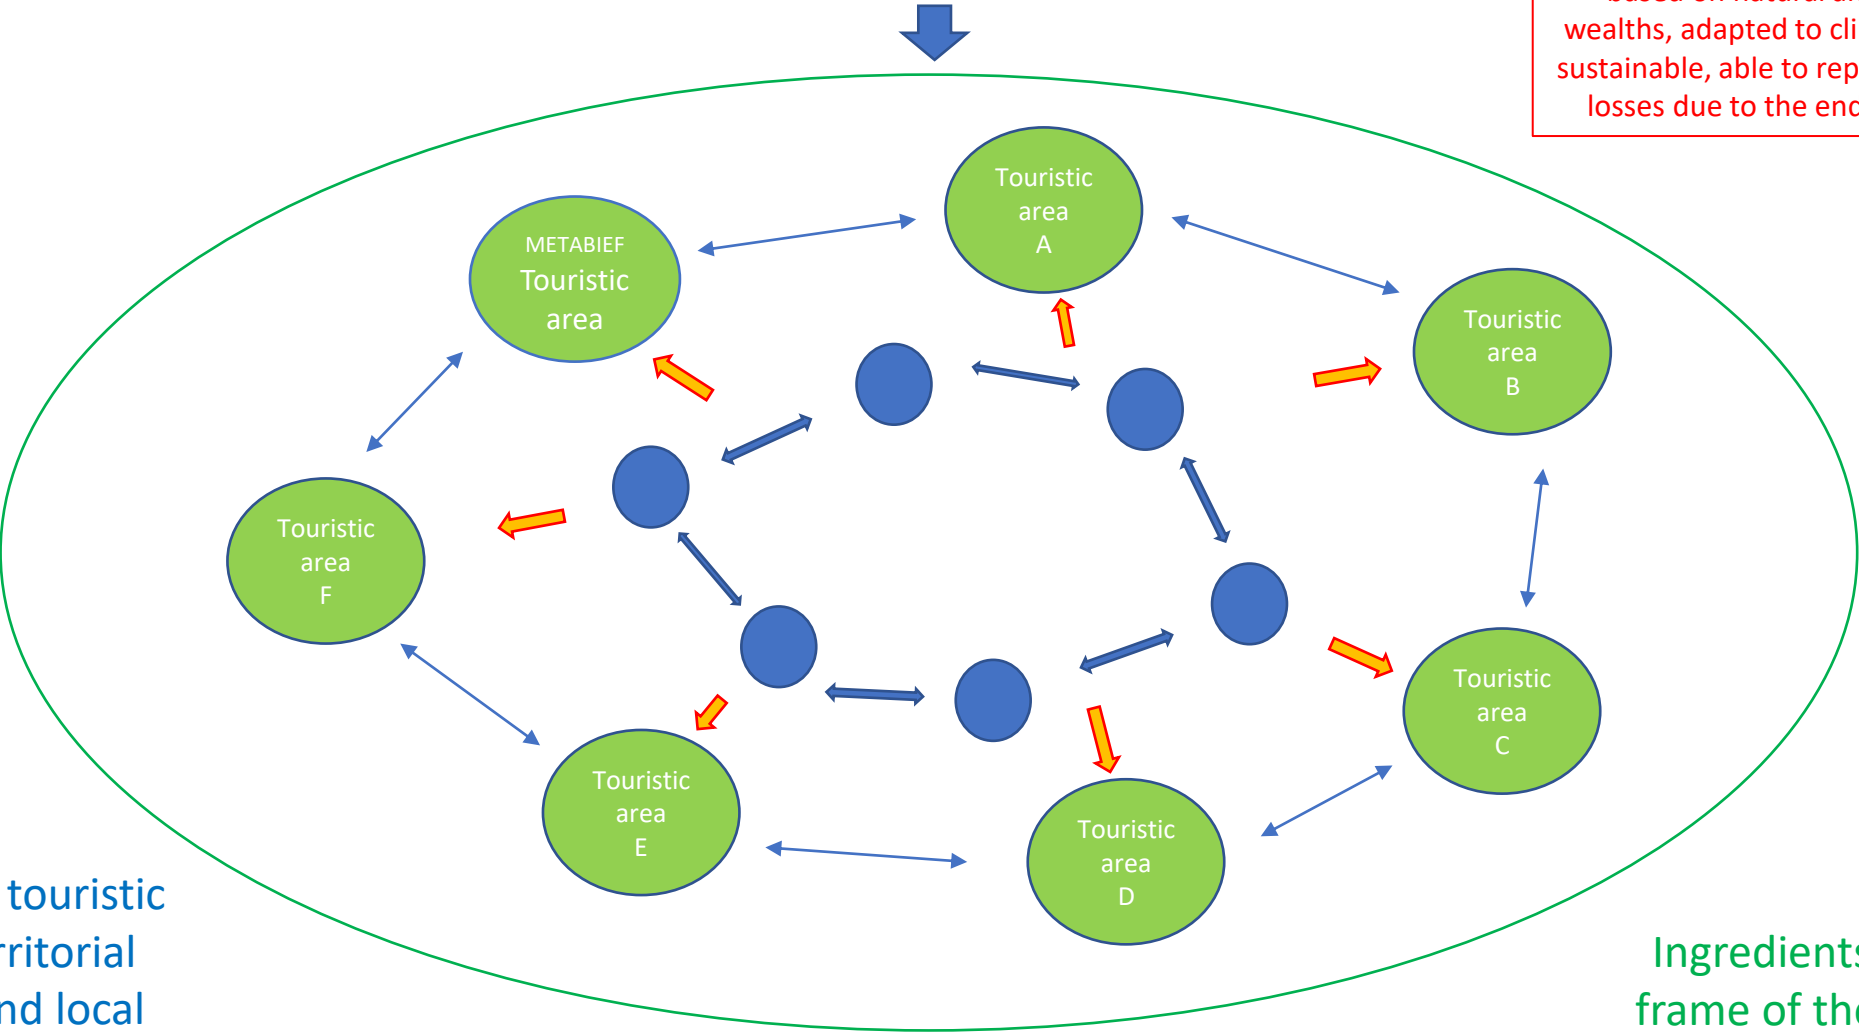 wealths, adapted to cli
sustainable, able to rep
losses due to the end
Touristic
area
A
METABIEF
Touristic
area
Touristic
area
B
Touristic
area
F
Touristic
area
C
Touristic
area
E
Touristic
area
D
touristic
rritorial
nd local
Ingredients
frame of the